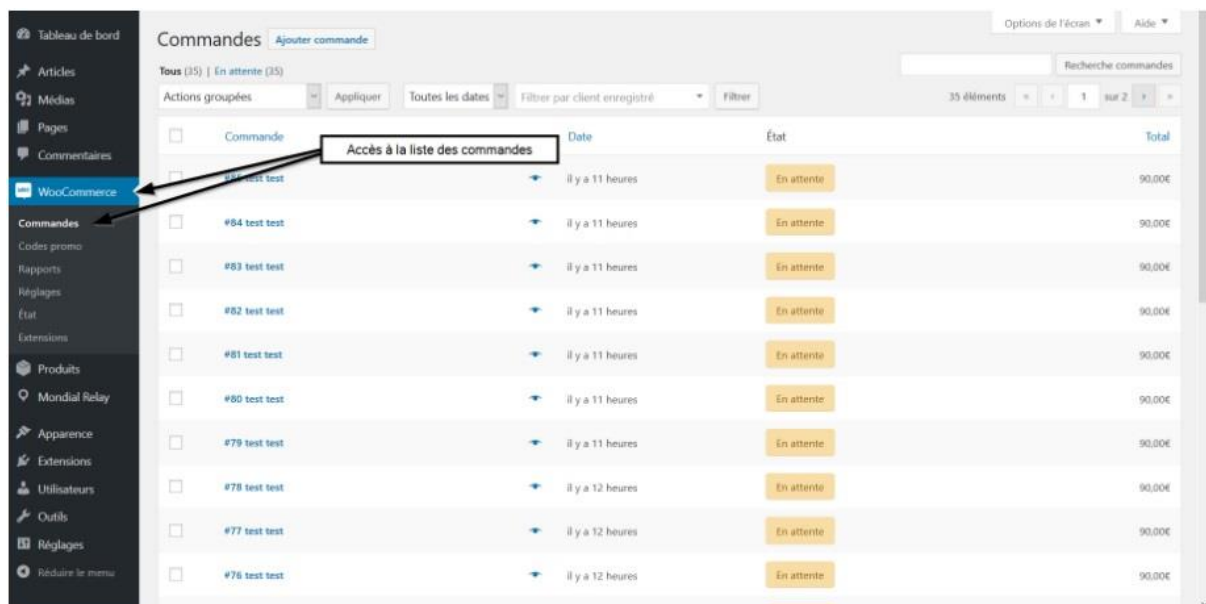 Tableau de bord
Articles
Médias
Pages
Commentaires
WooCommerce
Commandes
Codes promo
Rapports
Réglages
État
Extensions
Produits
Mondial Relay
Apparence
Extensions
Utilisateurs
Outils
Réglages
Réduire le menu
Options de l'écran ▼ Aide ▼
Commandes Ajouter commande
Tous (35) | En attente (35)
Recherche commandes
Actions groupées Appliquer Toutes les dates Filtrer par client enregistré Filtrer 35 éléments « ‹ 1 sur 2 › »
Commande Date État Total
Accès à la liste des commandes
test test il y a 11 heures En attente 90,00€
#84 test test il y a 11 heures En attente 90,00€
#83 test test il y a 11 heures En attente 90,00€
#82 test test il y a 11 heures En attente 90,00€
#81 test test il y a 11 heures En attente 90,00€
#80 test test il y a 11 heures En attente 90,00€
#79 test test il y a 11 heures En attente 90,00€
#78 test test il y a 12 heures En attente 90,00€
#77 test test il y a 12 heures En attente 90,00€
#76 test test il y a 12 heures En attente 90,00€